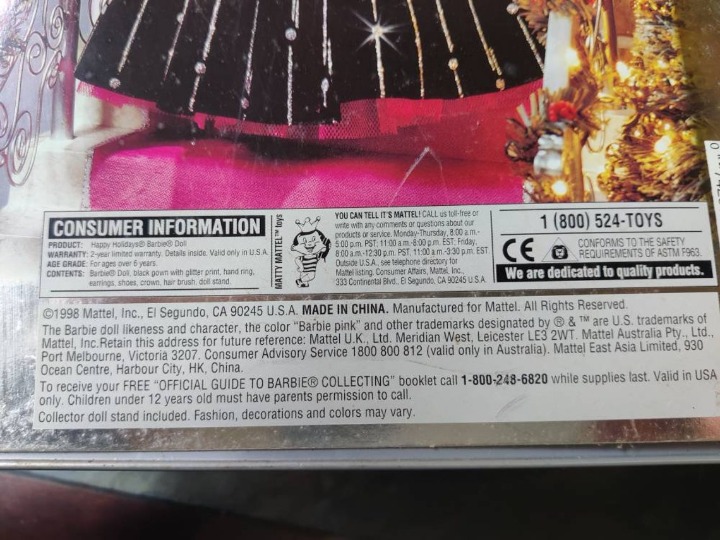 CONSUMER INFORMATION
PRODUCT: Happy Holidays® Barbie® Doll
WARRANTY: 2-year limited warranty. Details inside. Valid only in U.S.A.
AGE GRADE: For ages over 6 years.
CONTENTS: Barbie® Doll, black gown with glitter print, hand ring,
earrings, shoes, crown, hair brush, doll stand.
MATTY MATTEL™ toys
YOU CAN TELL IT'S MATTEL! CALL us toll-free or
write with any comments or questions about our
products or service. Monday-Thursday, 8:00 a.m.-
5:00 p.m. PST; 11:00 a.m.-8:00 p.m. EST; Friday,
8:00 a.m.-12:30 p.m. PST; 11:00 a.m.-3:30 p.m. EST.
Outside U.S.A. see telephone directory for
Mattel listing. Consumer Affairs, Mattel, Inc.,
333 Continental Blvd., El Segundo, CA 90245 U.S.A.
1 (800) 524-TOYS
CE CONFORMS TO THE SAFETY
REQUIREMENTS OF ASTM F963.
We are dedicated to quality products.
©1998 Mattel, Inc., El Segundo, CA 90245 U.S.A. MADE IN CHINA. Manufactured for Mattel. All Rights Reserved.
The Barbie doll likeness and character, the color "Barbie pink" and other trademarks designated by ® & ™ are U.S. trademarks of
Mattel, Inc.Retain this address for future reference: Mattel U.K., Ltd. Meridian West, Leicester LE3 2WT. Mattel Australia Pty., Ltd.,
Port Melbourne, Victoria 3207. Consumer Advisory Service 1800 800 812 (valid only in Australia). Mattel East Asia Limited, 930
Ocean Centre, Harbour City, HK, China.
To receive your FREE "OFFICIAL GUIDE TO BARBIE® COLLECTING" booklet call 1-800-248-6820 while supplies last. Valid in USA
only. Children under 12 years old must have parents permission to call.
Collector doll stand included. Fashion, decorations and colors may vary.